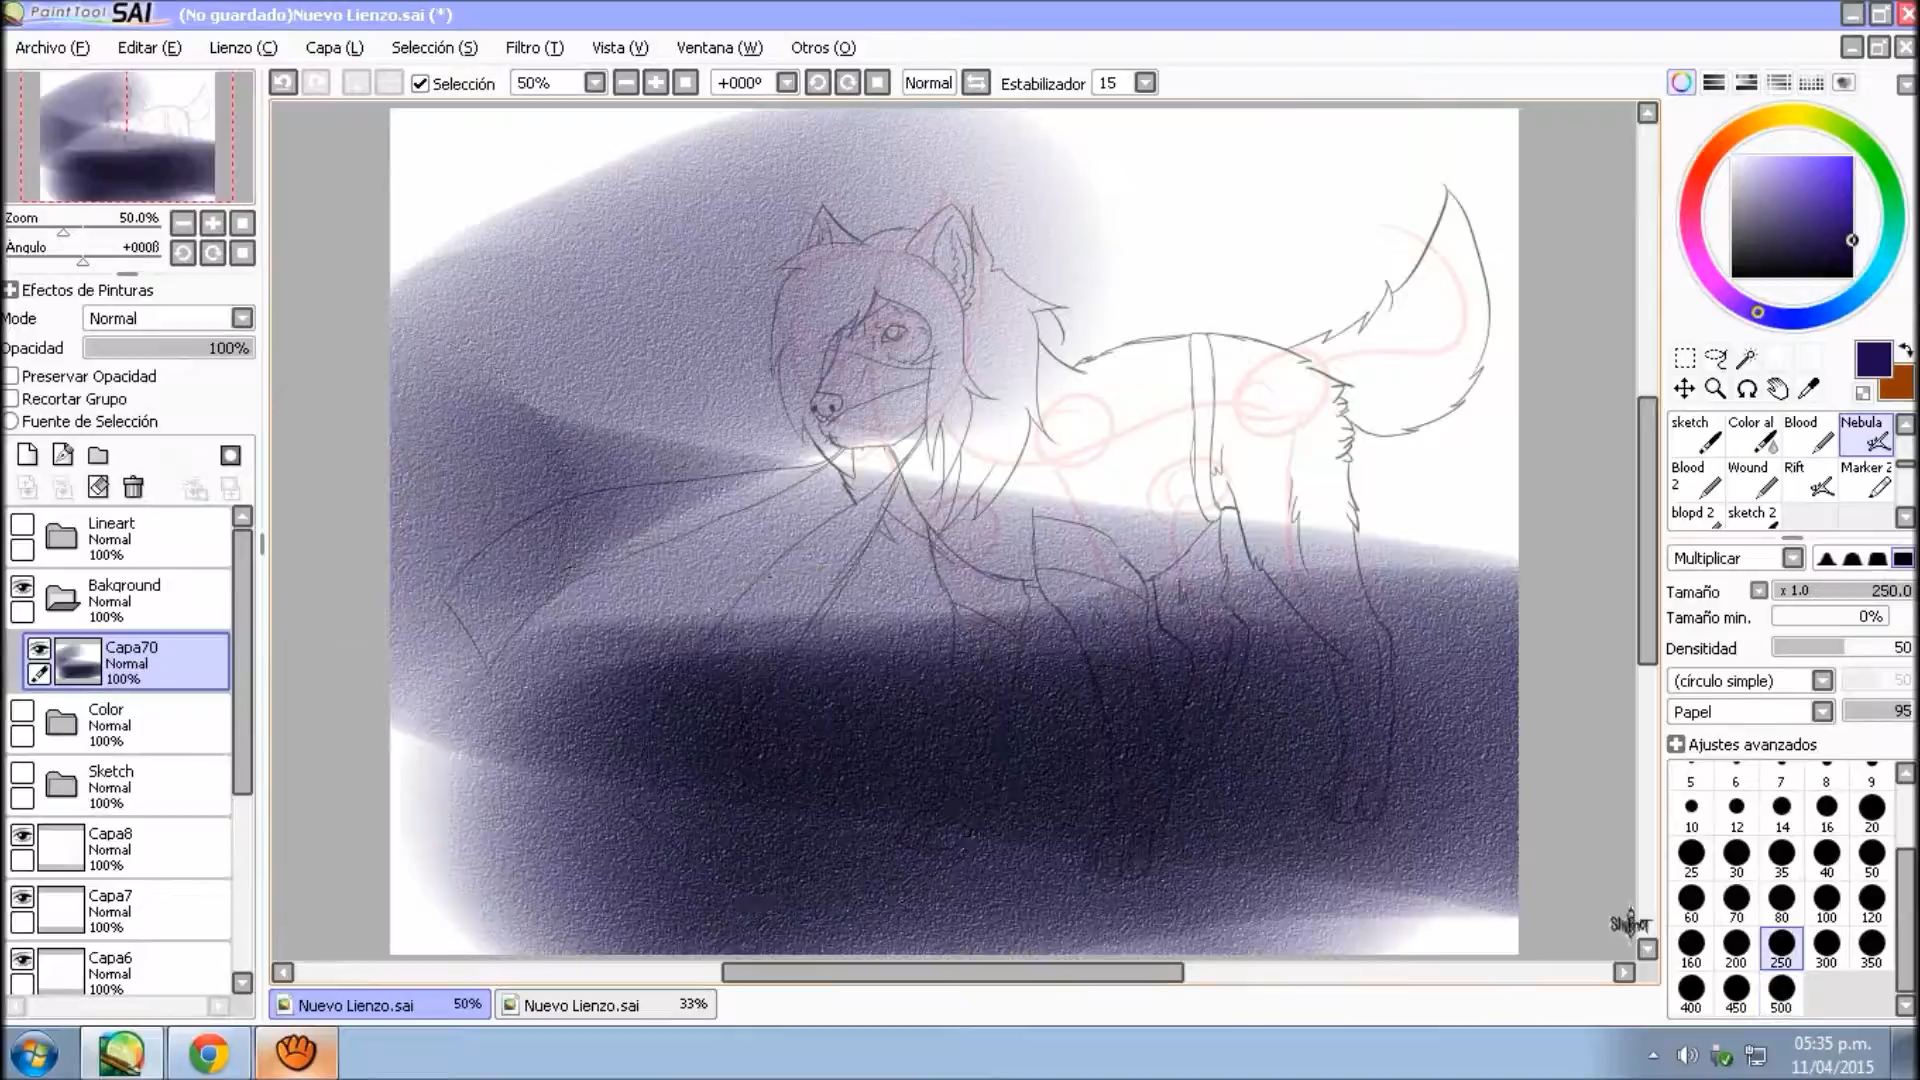 PaintTool SAI (No guardado)Nuevo Lienzo.sai (*)
Archivo (F) Editar (E) Lienzo (C) Capa (L) Selección (S) Filtro (T) Vista (V) Ventana (W) Otros (O)
Selección 50% +000º Normal Estabilizador 15
Zoom 50.0%
Ángulo +000ß
Efectos de Pinturas
Mode Normal
Opacidad 100%
Preservar Opacidad
Recortar Grupo
Fuente de Selección
Lineart
Normal
100%
Bakground
Normal
100%
Capa70
Normal
100%
Color
Normal
100%
Sketch
Normal
100%
Capa8
Normal
100%
Capa7
Normal
100%
Capa6
Normal
100%
sketch Color al Blood Nebula
Blood 2 Wound Rift Marker 2
blopd 2 sketch 2
Multiplicar
Tamaño x 1.0 250.0
Tamaño min. 0%
Densitidad 50
(círculo simple) 50
Papel 95
Ajustes avanzados
5 6 7 8 9
10 12 14 16 20
25 30 35 40 50
60 70 80 100 120
160 200 250 300 350
400 450 500
Nuevo Lienzo.sai 50% Nuevo Lienzo.sai 33%
05:35 p.m.
11/04/2015